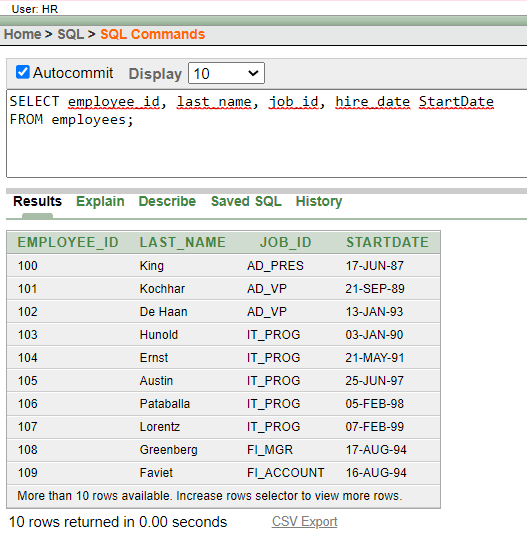 User: HR
Home > SQL > SQL Commands
Autocommit Display 10
SELECT employee_id, last_name, job_id, hire_date StartDate
FROM employees;
Results Explain Describe Saved SQL History
EMPLOYEE_ID LAST_NAME JOB_ID STARTDATE
100 King AD_PRES 17-JUN-87
101 Kochhar AD_VP 21-SEP-89
102 De Haan AD_VP 13-JAN-93
103 Hunold IT_PROG 03-JAN-90
104 Ernst IT_PROG 21-MAY-91
105 Austin IT_PROG 25-JUN-97
106 Pataballa IT_PROG 05-FEB-98
107 Lorentz IT_PROG 07-FEB-99
108 Greenberg FI_MGR 17-AUG-94
109 Faviet FI_ACCOUNT 16-AUG-94
More than 10 rows available. Increase rows selector to view more rows.
10 rows returned in 0.00 seconds CSV Export